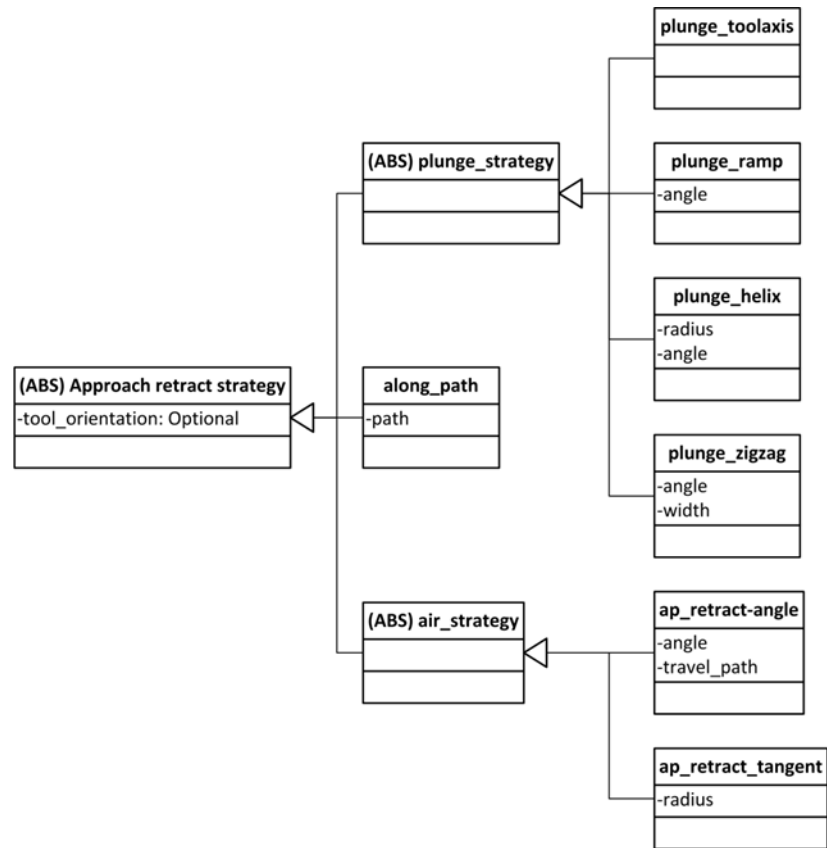 plunge_toolaxis
(ABS) plunge_strategy
plunge_ramp
-angle
plunge_helix
-radius
-angle
(ABS) Approach retract strategy
-tool_orientation: Optional
along_path
-path
plunge_zigzag
-angle
-width
(ABS) air_strategy
ap_retract-angle
-angle
-travel_path
ap_retract_tangent
-radius